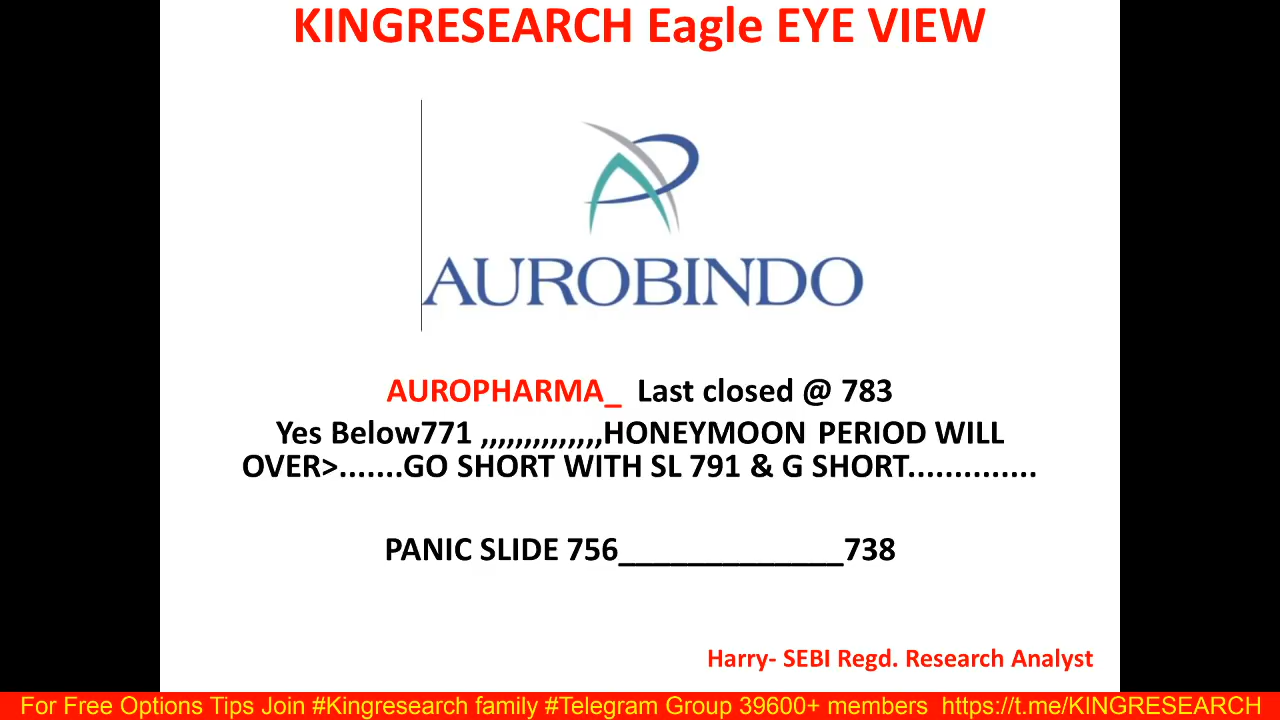 KINGRESEARCH Eagle EYE VIEW
AUROBINDO
AUROPHARMA_ Last closed @ 783
Yes Below771 ,,,,,,,,,,,,,,HONEYMOON PERIOD WILL
OVER>.......GO SHORT WITH SL 791 & G SHORT..............
PANIC SLIDE 756_____________738
Harry- SEBI Regd. Research Analyst
For Free Options Tips Join #Kingresearch family #Telegram Group 39600+ members https://t.me/KINGRESEARCH